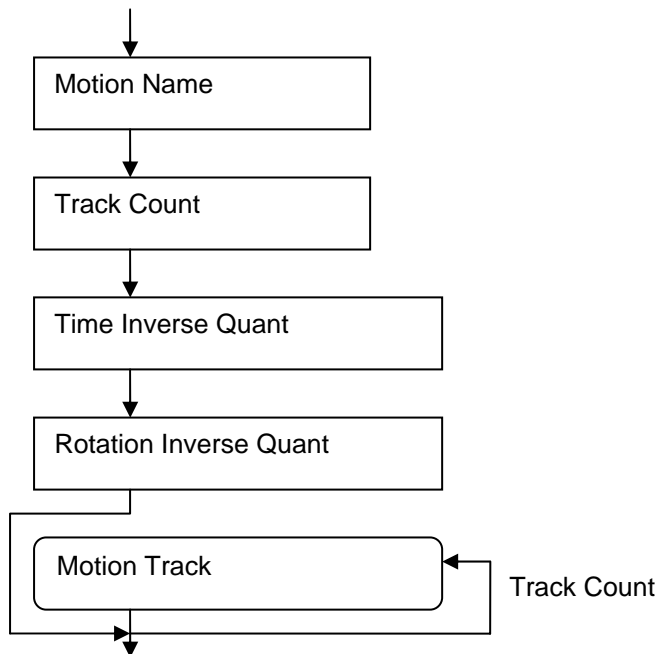 Motion Name
Track Count
Time Inverse Quant
Rotation Inverse Quant
Motion Track
Track Count